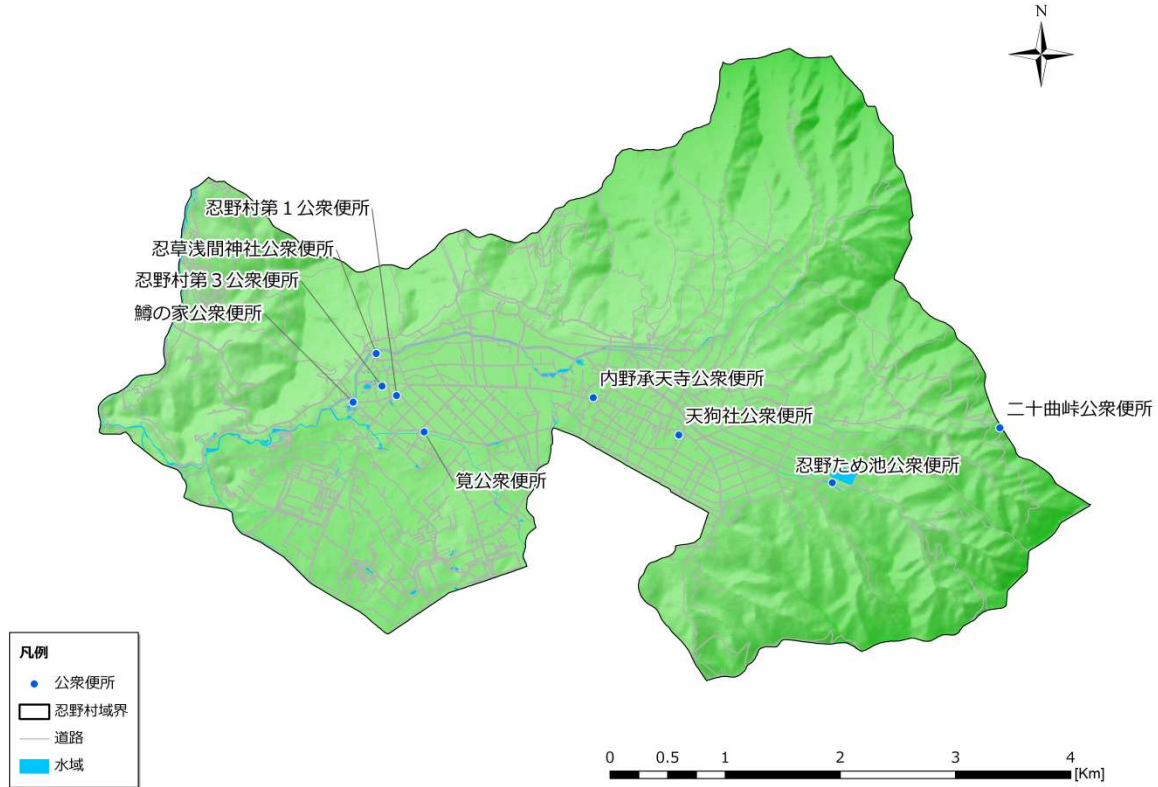 N
忍野村第１公衆便所
忍草浅間神社公衆便所
忍野村第３公衆便所
鱒の家公衆便所
内野承天寺公衆便所
二十曲峠公衆便所
天狗社公衆便所
忍野ため池公衆便所
筧公衆便所
凡例
公衆便所
忍野村域界
道路
水域
0 0.5 1 2 3 4
[Km]